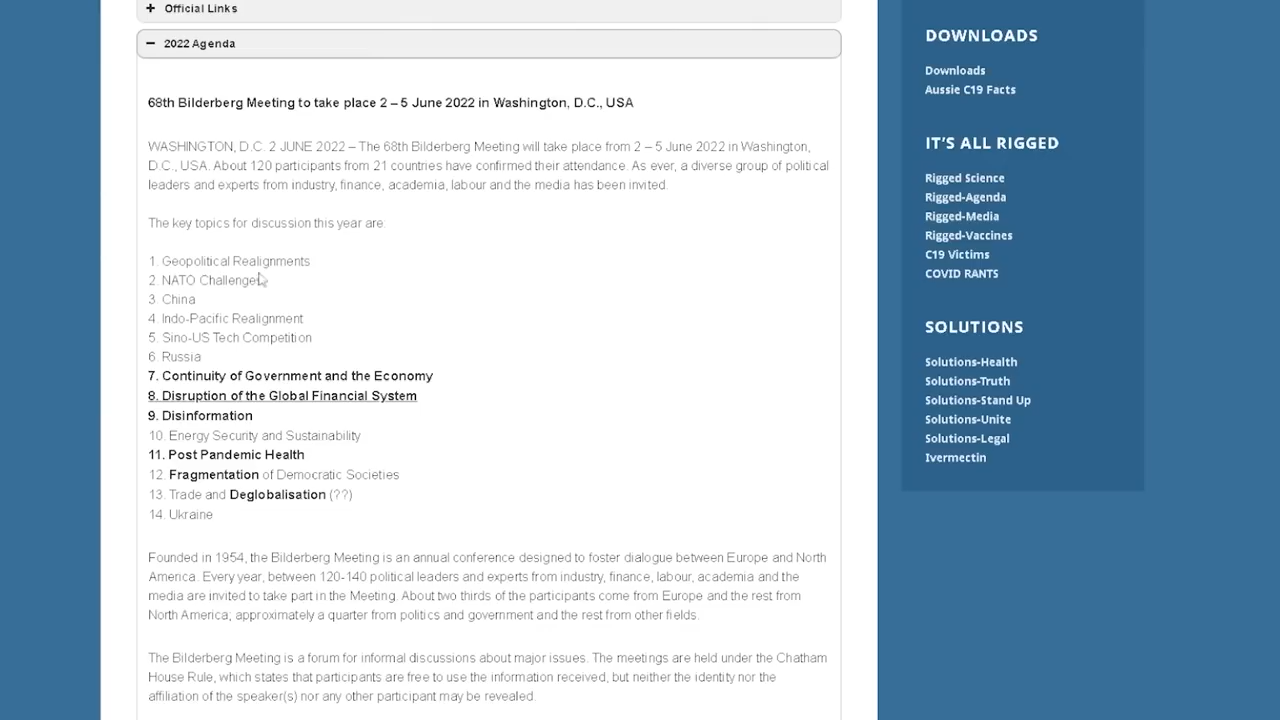 + Official Links
− 2022 Agenda
68th Bilderberg Meeting to take place 2 – 5 June 2022 in Washington, D.C., USA
WASHINGTON, D.C. 2 JUNE 2022 – The 68th Bilderberg Meeting will take place from 2 – 5 June 2022 in Washington,
D.C., USA. About 120 participants from 21 countries have confirmed their attendance. As ever, a diverse group of political
leaders and experts from industry, finance, academia, labour and the media has been invited.
The key topics for discussion this year are:
1. Geopolitical Realignments
2. NATO Challenges
3. China
4. Indo-Pacific Realignment
5. Sino-US Tech Competition
6. Russia
7. Continuity of Government and the Economy
8. Disruption of the Global Financial System
9. Disinformation
10. Energy Security and Sustainability
11. Post Pandemic Health
12. Fragmentation of Democratic Societies
13. Trade and Deglobalisation (??)
14. Ukraine
Founded in 1954, the Bilderberg Meeting is an annual conference designed to foster dialogue between Europe and North
America. Every year, between 120-140 political leaders and experts from industry, finance, labour, academia and the
media are invited to take part in the Meeting. About two thirds of the participants come from Europe and the rest from
North America; approximately a quarter from politics and government and the rest from other fields.
The Bilderberg Meeting is a forum for informal discussions about major issues. The meetings are held under the Chatham
House Rule, which states that participants are free to use the information received, but neither the identity nor the
affiliation of the speaker(s) nor any other participant may be revealed.
DOWNLOADS
Downloads
Aussie C19 Facts
IT'S ALL RIGGED
Rigged Science
Rigged-Agenda
Rigged-Media
Rigged-Vaccines
C19 Victims
COVID RANTS
SOLUTIONS
Solutions-Health
Solutions-Truth
Solutions-Stand Up
Solutions-Unite
Solutions-Legal
Ivermectin